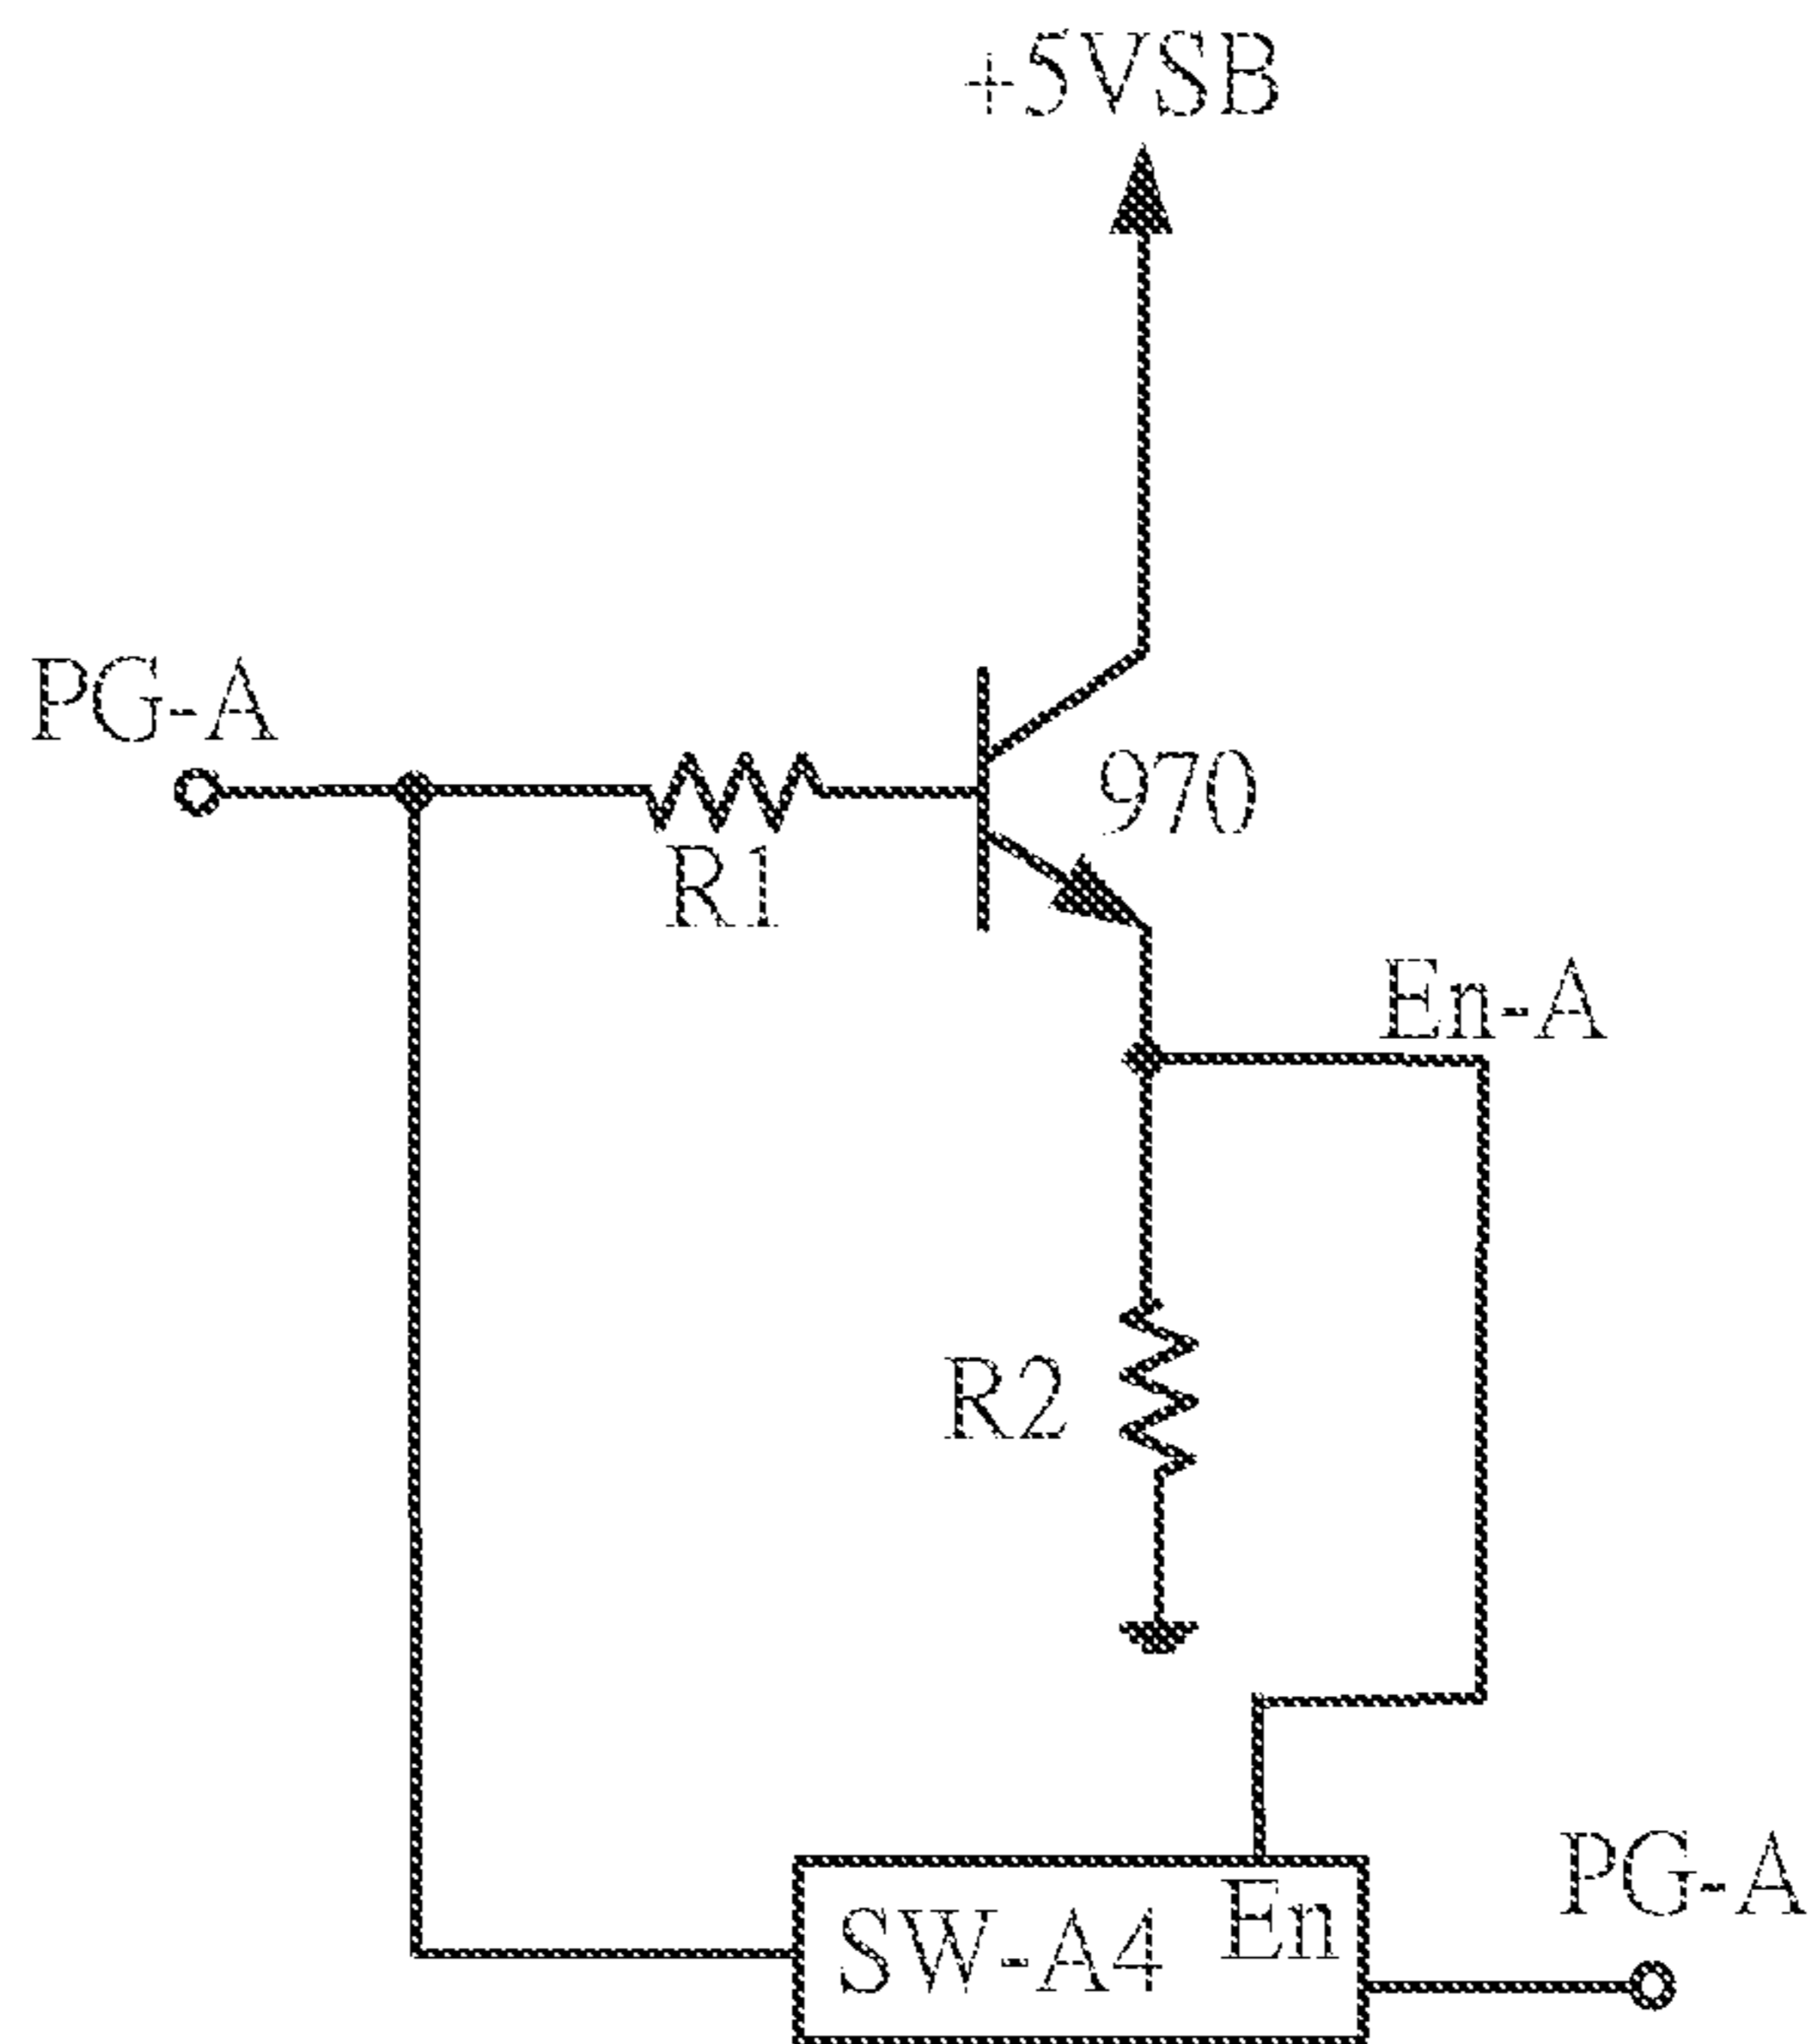 +5VSB
PG-A
970
R1
En-A
R2
PG-A
En
SW-A4